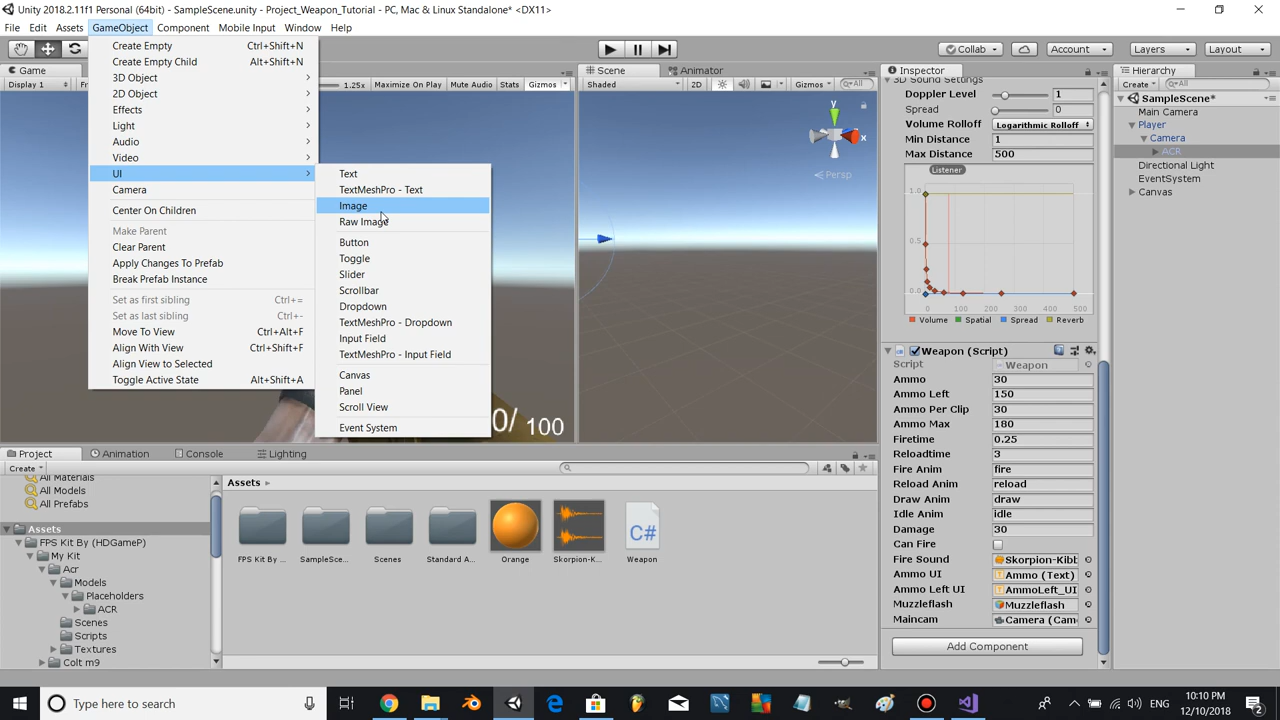 Unity 2018.2.11f1 Personal (64bit) - SampleScene.unity - Project_Weapon_Tutorial - PC, Mac & Linux Standalone* <DX11>
File Edit Assets GameObject Component Mobile Input Window Help
Collab Account Layers Layout
Create Empty Ctrl+Shift+N
Create Empty Child Alt+Shift+N
3D Object
2D Object
Effects
Light
Audio
Video
UI
Camera
Center On Children
Make Parent
Clear Parent
Apply Changes To Prefab
Break Prefab Instance
Set as first sibling Ctrl+=
Set as last sibling Ctrl+-
Move To View Ctrl+Alt+F
Align With View Ctrl+Shift+F
Align View to Selected
Toggle Active State Alt+Shift+A
Text
TextMeshPro - Text
Image
Raw Image
Button
Toggle
Slider
Scrollbar
Dropdown
TextMeshPro - Dropdown
Input Field
TextMeshPro - Input Field
Canvas
Panel
Scroll View
Event System
Game
Display 1 1.25x Maximize On Play Mute Audio Stats Gizmos
0/ 100
Scene Animator
Shaded 2D Gizmos All
y
x
Persp
Inspector
3D Sound Settings
Doppler Level 1
Spread 0
Volume Rolloff Logarithmic Rolloff
Min Distance 1
Max Distance 500
Listener
1.0
0.5
0.0
0 100 200 300 400 500
Volume Spatial Spread Reverb
Weapon (Script)
Script Weapon
Ammo 30
Ammo Left 150
Ammo Per Clip 30
Ammo Max 180
Firetime 0.25
Reloadtime 3
Fire Anim fire
Reload Anim reload
Draw Anim draw
Idle Anim idle
Damage 30
Can Fire
Fire Sound Skorpion-Kibb
Ammo UI Ammo (Text)
Ammo Left UI AmmoLeft_UI
Muzzleflash Muzzleflash
Maincam Camera (Cam
Add Component
Hierarchy
Create All
SampleScene*
Main Camera
Player
Camera
ACR
Directional Light
EventSystem
Canvas
Project Animation Console Lighting
Create
All Materials
All Models
All Prefabs
Assets
FPS Kit By (HDGameP)
My Kit
Acr
Models
Placeholders
ACR
Scenes
Scripts
Textures
Colt m9
Assets
FPS Kit By ... SampleSce... Scenes Standard A... Orange Skorpion-K... Weapon
C#
Type here to search
ENG
10:10 PM
12/10/2018